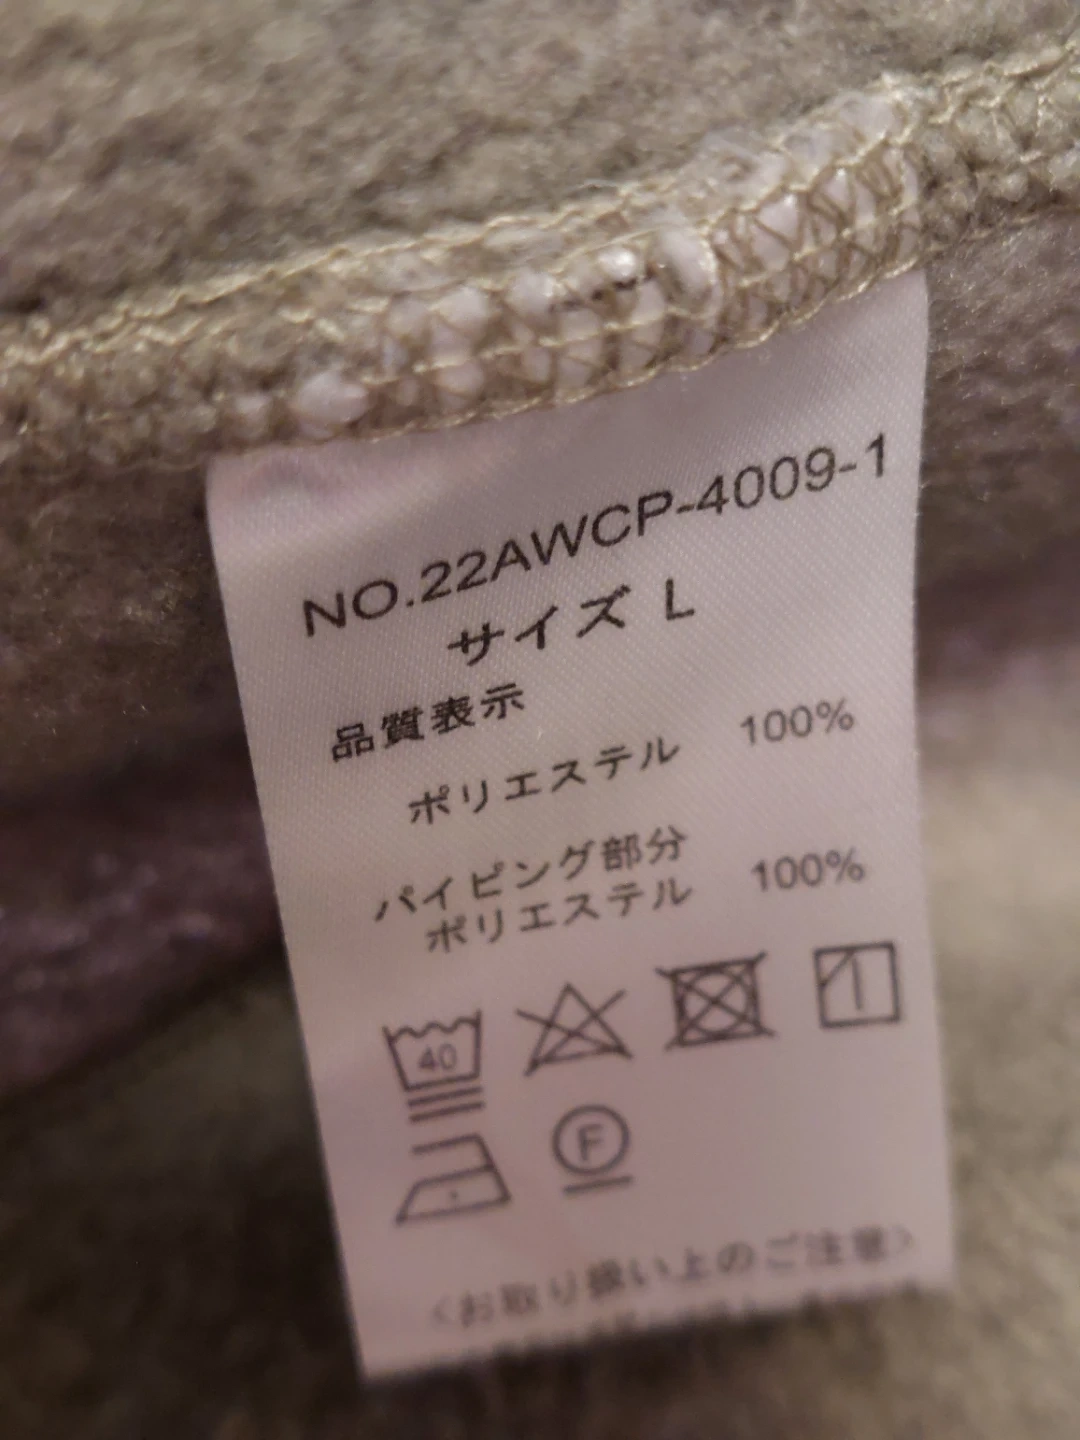 NO.22AWCP-4009-1
サイズ L
品質表示
ポリエステル 100%
パイピング部分
ポリエステル 100%
40
F
<お取り扱い上のご注意>